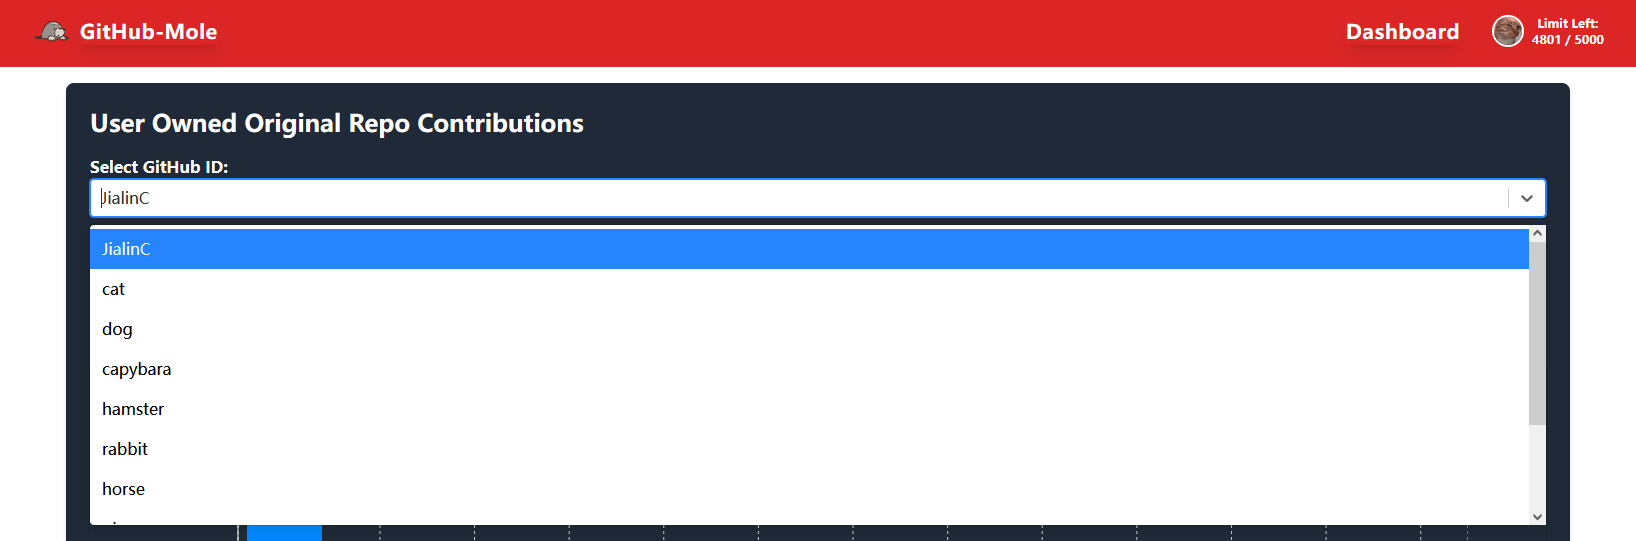 GitHub-Mole
Dashboard
Limit Left:
4801 / 5000
User Owned Original Repo Contributions
Select GitHub ID:
JialinC
JialinC
cat
dog
capybara
hamster
rabbit
horse